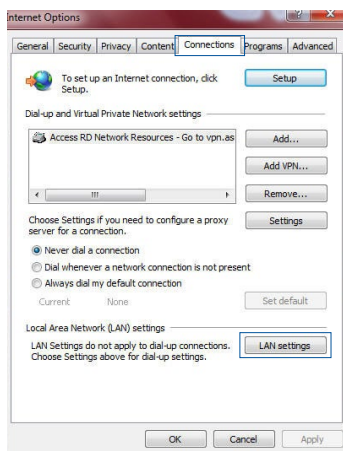 Internet Options
General Security Privacy Content Connections Programs Advanced
To set up an Internet connection, click
Setup.
Setup
Dial-up and Virtual Private Network settings
Access RD Network Resources - Go to vpn.as
Add...
Add VPN...
Remove...
Choose Settings if you need to configure a proxy
server for a connection.
Settings
Never dial a connection
Dial whenever a network connection is not present
Always dial my default connection
Current None
Set default
Local Area Network (LAN) settings
LAN Settings do not apply to dial-up connections.
Choose Settings above for dial-up settings.
LAN settings
OK Cancel Apply